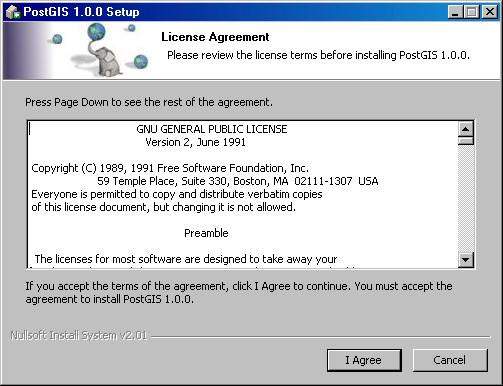 PostGIS 1.0.0 Setup
License Agreement
Please review the license terms before installing PostGIS 1.0.0.
Press Page Down to see the rest of the agreement.
GNU GENERAL PUBLIC LICENSE
Version 2, June 1991
Copyright (C) 1989, 1991 Free Software Foundation, Inc.
59 Temple Place, Suite 330, Boston, MA 02111-1307 USA
Everyone is permitted to copy and distribute verbatim copies
of this license document, but changing it is not allowed.
Preamble
The licenses for most software are designed to take away your
If you accept the terms of the agreement, click I Agree to continue. You must accept the
agreement to install PostGIS 1.0.0.
Nullsoft Install System v2.01
I Agree
Cancel